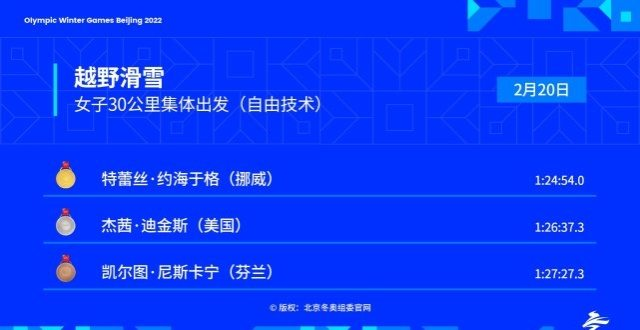 Olympic Winter Games Beijing 2022
越野滑雪
女子30公里集体出发（自由技术）
2月20日
特蕾丝·约海于格（挪威） 1:24:54.0
杰茜·迪金斯（美国） 1:26:37.3
凯尔图·尼斯卡宁（芬兰） 1:27:27.3
© 版权：北京冬奥组委官网